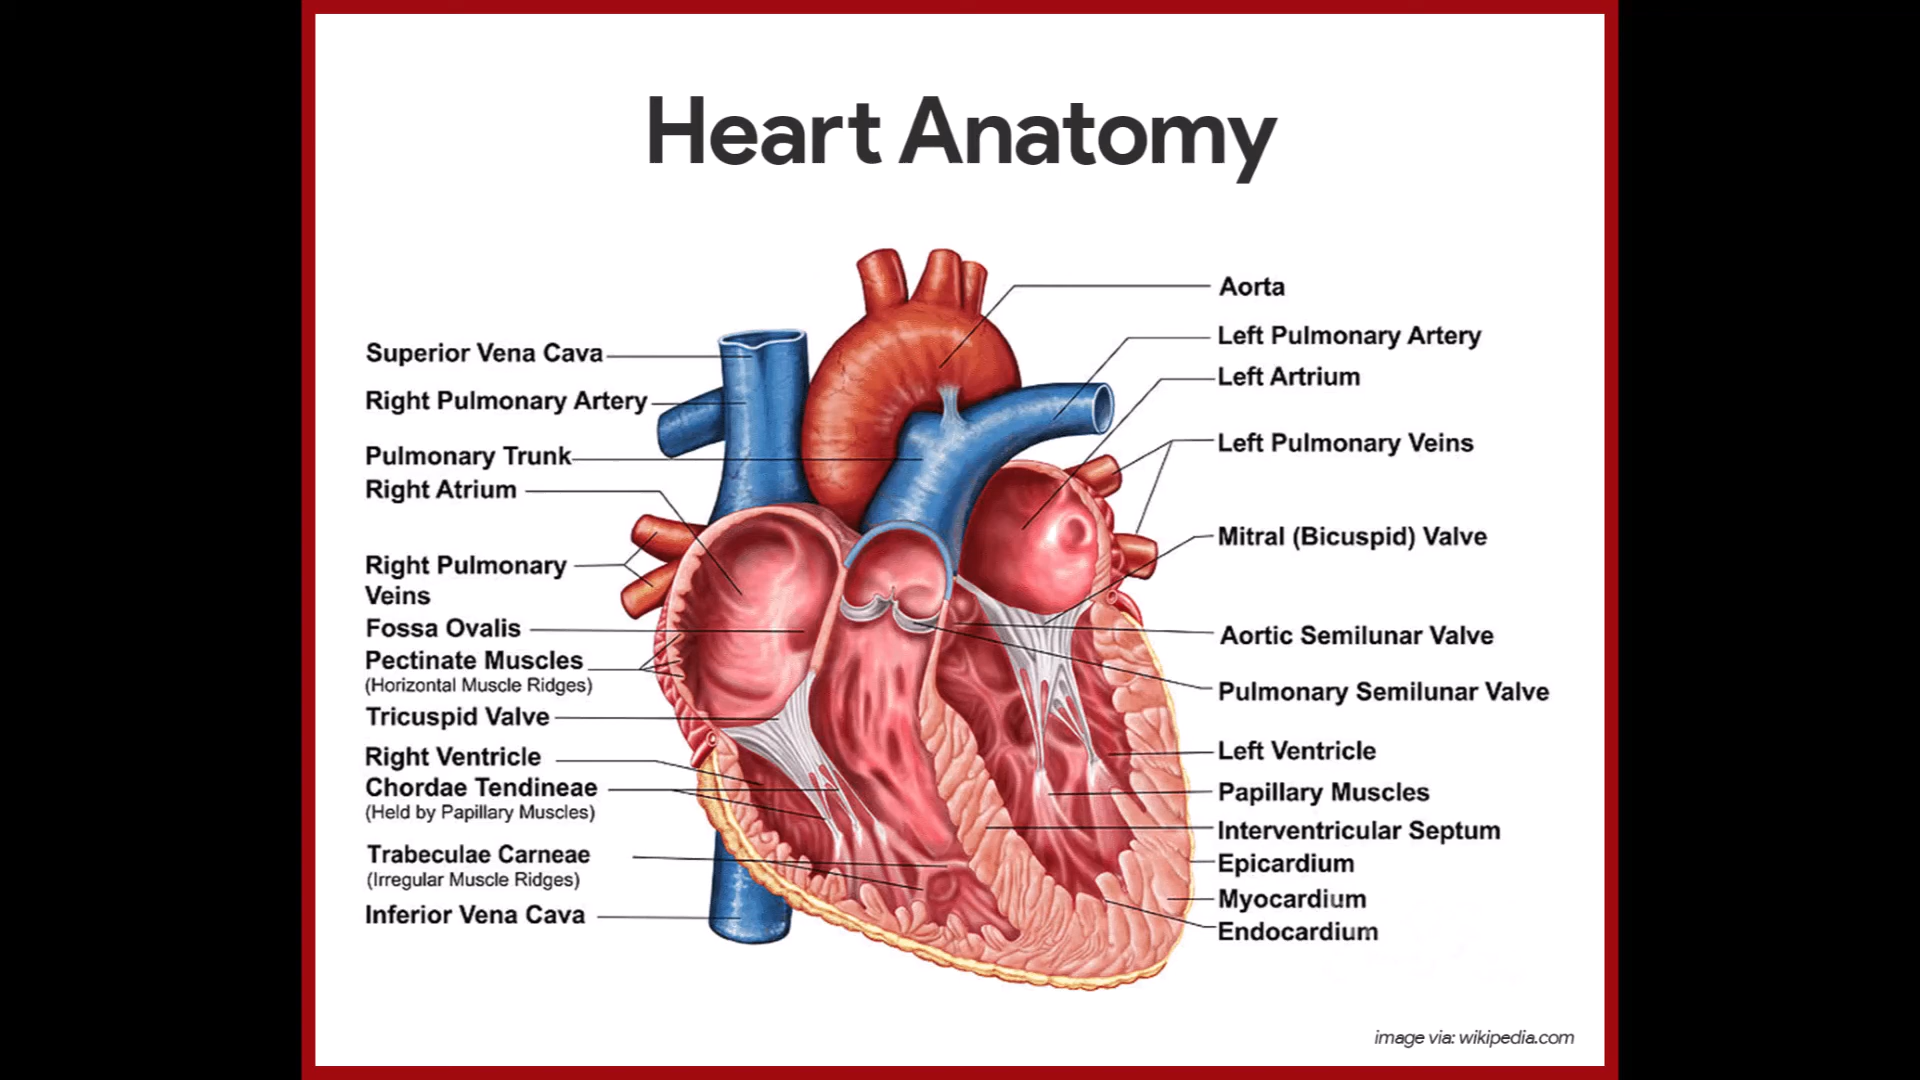 Heart Anatomy
Superior Vena Cava
Right Pulmonary Artery
Pulmonary Trunk
Right Atrium
Right Pulmonary
Veins
Fossa Ovalis
Pectinate Muscles
(Horizontal Muscle Ridges)
Tricuspid Valve
Right Ventricle
Chordae Tendineae
(Held by Papillary Muscles)
Trabeculae Carneae
(Irregular Muscle Ridges)
Inferior Vena Cava
Aorta
Left Pulmonary Artery
Left Artrium
Left Pulmonary Veins
Mitral (Bicuspid) Valve
Aortic Semilunar Valve
Pulmonary Semilunar Valve
Left Ventricle
Papillary Muscles
Interventricular Septum
Epicardium
Myocardium
Endocardium
image via: wikipedia.com